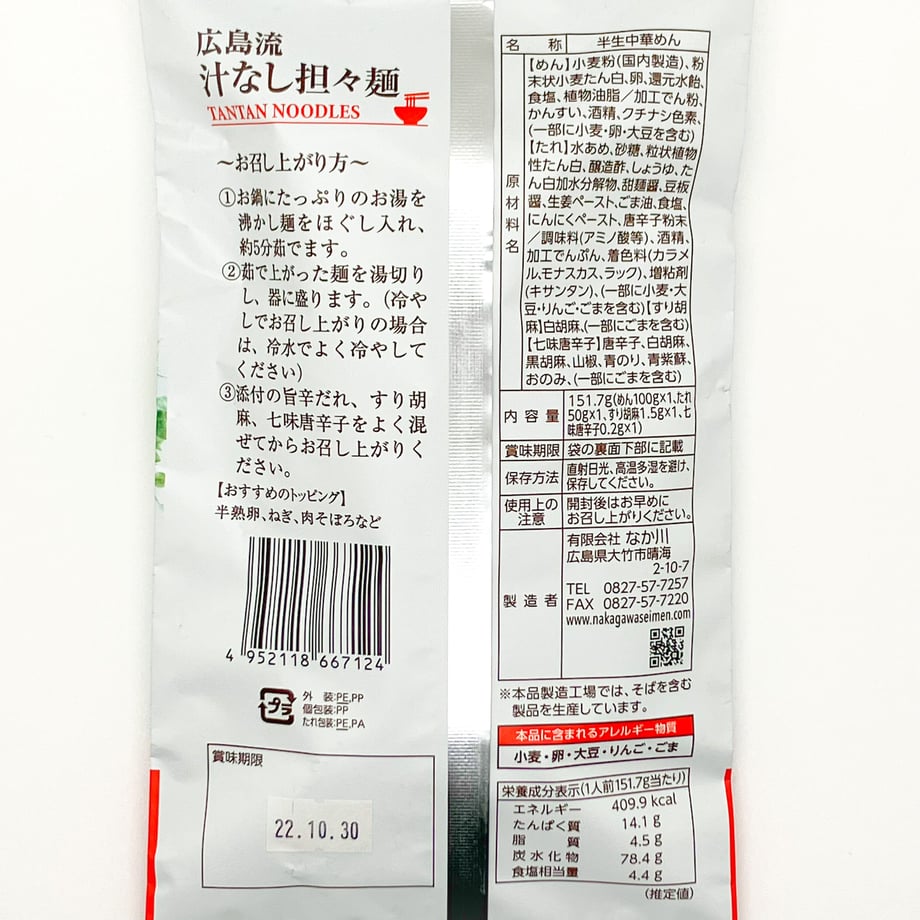 広島流
汁なし担々麺
TANTAN NOODLES
〜お召し上がり方〜
①お鍋にたっぷりのお湯を
沸かし麺をほぐし入れ、
約5分茹でます。
②茹で上がった麺を湯切り
し、器に盛ります。(冷や
してお召し上がりの場合
は、冷水でよく冷やして
ください)
③添付の旨辛だれ、すり胡
麻、七味唐辛子をよく混
ぜてからお召し上がりく
ださい。
【おすすめのトッピング】
半熟卵、ねぎ、肉そぼろなど
4 952118 667124
プラ
外 装:PE,PP
個包装:PP
たれ包装:PE,PA
賞味期限
22.10.30
名 称 半生中華めん
原材料名
【めん】小麦粉(国内製造)、粉
末状小麦たん白、卵、還元水飴、
食塩、植物油脂/加工でん粉、
かんすい、酒精、クチナシ色素、
(一部に小麦・卵・大豆を含む)
【たれ】水あめ、砂糖、粒状植物
性たん白、醸造酢、しょうゆ、た
ん白加水分解物、甜麺醤、豆板
醤、生姜ペースト、ごま油、食塩、
にんにくペースト、唐辛子粉末
/調味料(アミノ酸等)、酒精、
加工でんぷん、着色料(カラメ
ル、モナスカス、ラック)、増粘剤
(キサンタン)、(一部に小麦・大
豆・りんご・ごまを含む)【すり胡
麻】白胡麻、(一部にごまを含む)
【七味唐辛子】唐辛子、白胡麻、
黒胡麻、山椒、青のり、青紫蘇、
おのみ、(一部にごまを含む)
内容量
151.7g(めん100g×1、たれ
50g×1、すり胡麻1.5g×1、七
味唐辛子0.2g×1)
賞味期限 袋の裏面下部に記載
保存方法
直射日光、高温多湿を避け、
保存してください。
使用上の
注意
開封後はお早めに
お召し上がりください。
製造者
有限会社 なか川
広島県大竹市晴海
2-10-7
TEL 0827-57-7257
FAX 0827-57-7220
www.nakagawaseimen.com
※本品製造工場では、そばを含む
製品を生産しています。
本品に含まれるアレルギー物質
小麦・卵・大豆・りんご・ごま
栄養成分表示(1人前151.7g当たり)
エネルギー 409.9 kcal
たんぱく質 14.1 g
脂 質 4.5 g
炭水化物 78.4 g
食塩相当量 4.4 g
(推定値)